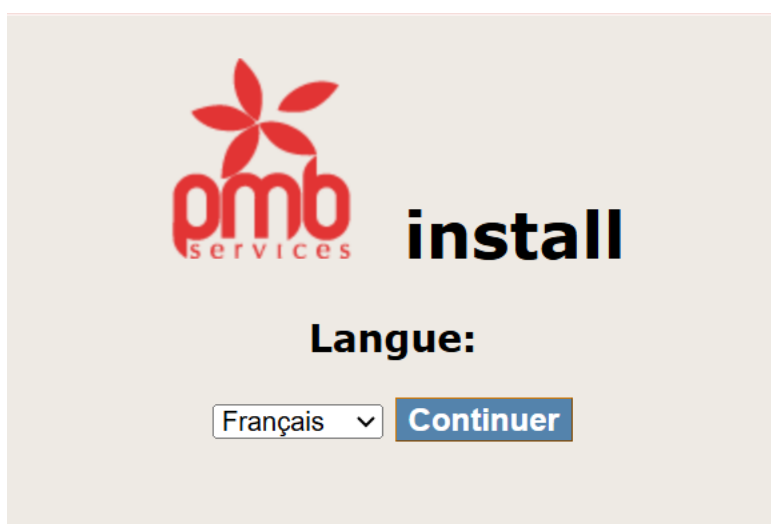 pmb
services
install
Langue:
Français Continuer